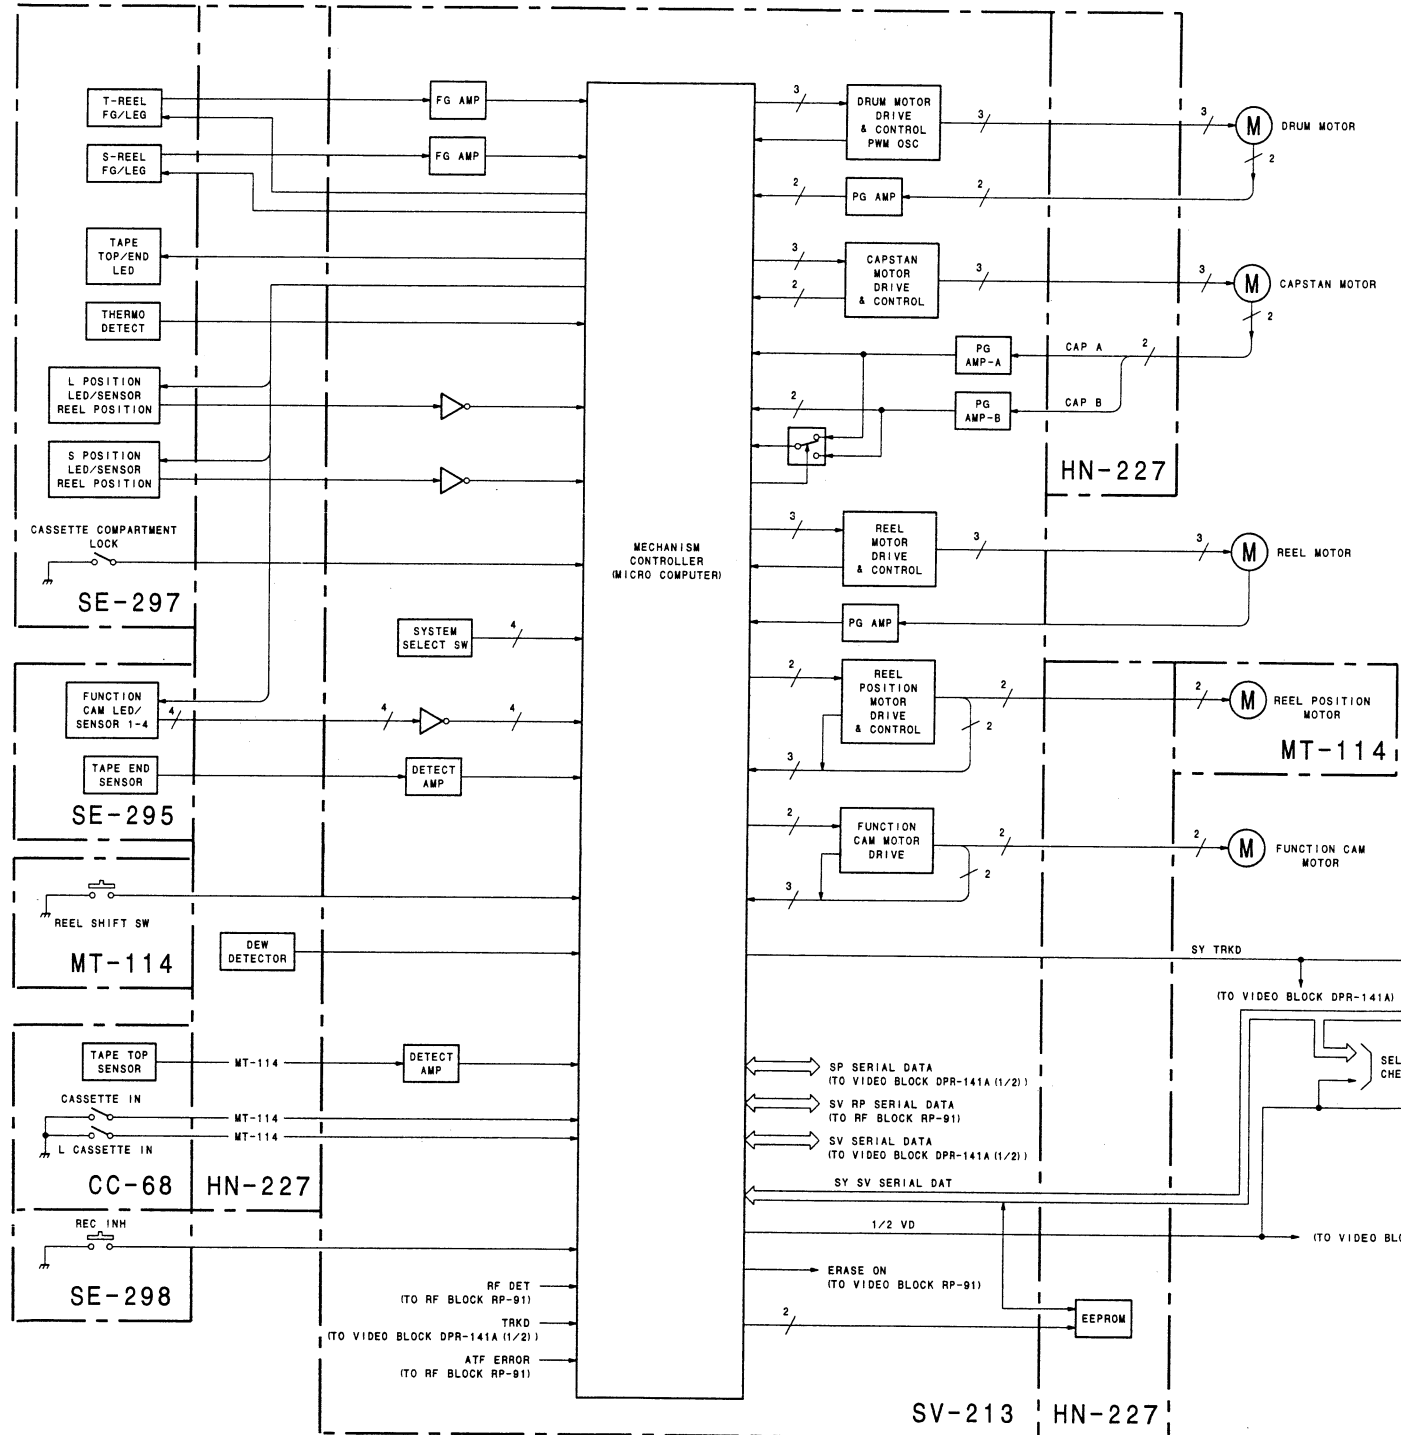 T-REEL
FG/LEG
S-REEL
FG/LEG
TAPE
TOP/END
LED
THERMO
DETECT
L POSITION
LED/SENSOR
REEL POSITION
S POSITION
LED/SENSOR
REEL POSITION
CASSETTE COMPARTMENT
LOCK
SE-297
FUNCTION
CAM LED/
SENSOR 1-4
4
4
4
TAPE END
SENSOR
SE-295
REEL SHIFT SW
MT-114
DEW
DETECTOR
TAPE TOP
SENSOR
MT-114
CASSETTE IN
MT-114
MT-114
L CASSETTE IN
CC-68
HN-227
REC INH
SE-298
FG AMP
FG AMP
SYSTEM
SELECT SW
4
DETECT
AMP
DETECT
AMP
RF DET
(TO RF BLOCK RP-91)
TRKD
(TO VIDEO BLOCK DPR-141A (1/2))
ATF ERROR
(TO RF BLOCK RP-91)
MECHANISM
CONTROLLER
(MICRO COMPUTER)
3
DRUM MOTOR
DRIVE
& CONTROL
PWM OSC
3
3
M
DRUM MOTOR
2
2
PG AMP
2
3
2
CAPSTAN
MOTOR
DRIVE
& CONTROL
3
3
M
CAPSTAN MOTOR
2
PG
AMP-A
CAP A
2
2
PG
AMP-B
CAP B
HN-227
3
REEL
MOTOR
DRIVE
& CONTROL
3
3
M
REEL MOTOR
PG AMP
2
REEL
POSITION
MOTOR
DRIVE
& CONTROL
2
2
M
REEL POSITION
MOTOR
2
3
MT-114
2
FUNCTION
CAM MOTOR
DRIVE
2
2
M
FUNCTION CAM
MOTOR
2
3
SY TRKD
(TO VIDEO BLOCK DPR-141A)
SEL
CHE
SP SERIAL DATA
(TO VIDEO BLOCK DPR-141A (1/2))
SV RP SERIAL DATA
(TO RF BLOCK RP-91)
SV SERIAL DATA
(TO VIDEO BLOCK DPR-141A (1/2))
SY SV SERIAL DAT
1/2 VD
(TO VIDEO BLO
ERASE ON
(TO VIDEO BLOCK RP-91)
2
EEPROM
SV-213
HN-227